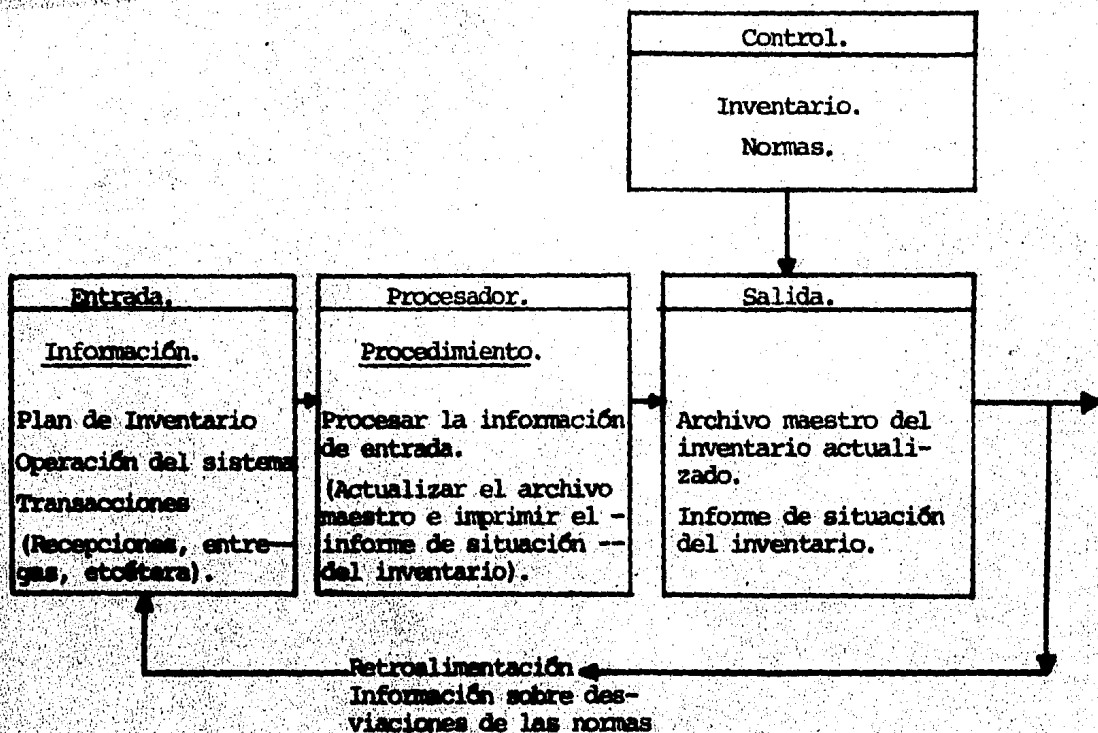 Control.
Inventario.
Normas.
Entrada.
Información.
Plan de Inventario
Operación del sistema
Transacciones
(Recepciones, entre-
gas, etcétera).
Procesador.
Procedimiento.
Procesar la información
de entrada.
(Actualizar el archivo
maestro e imprimir el -
informe de situación --
del inventario).
Salida.
Archivo maestro del
inventario actuali-
zado.
Informe de situación
del inventario.
Retroalimentación
Información sobre des-
viaciones de las normas